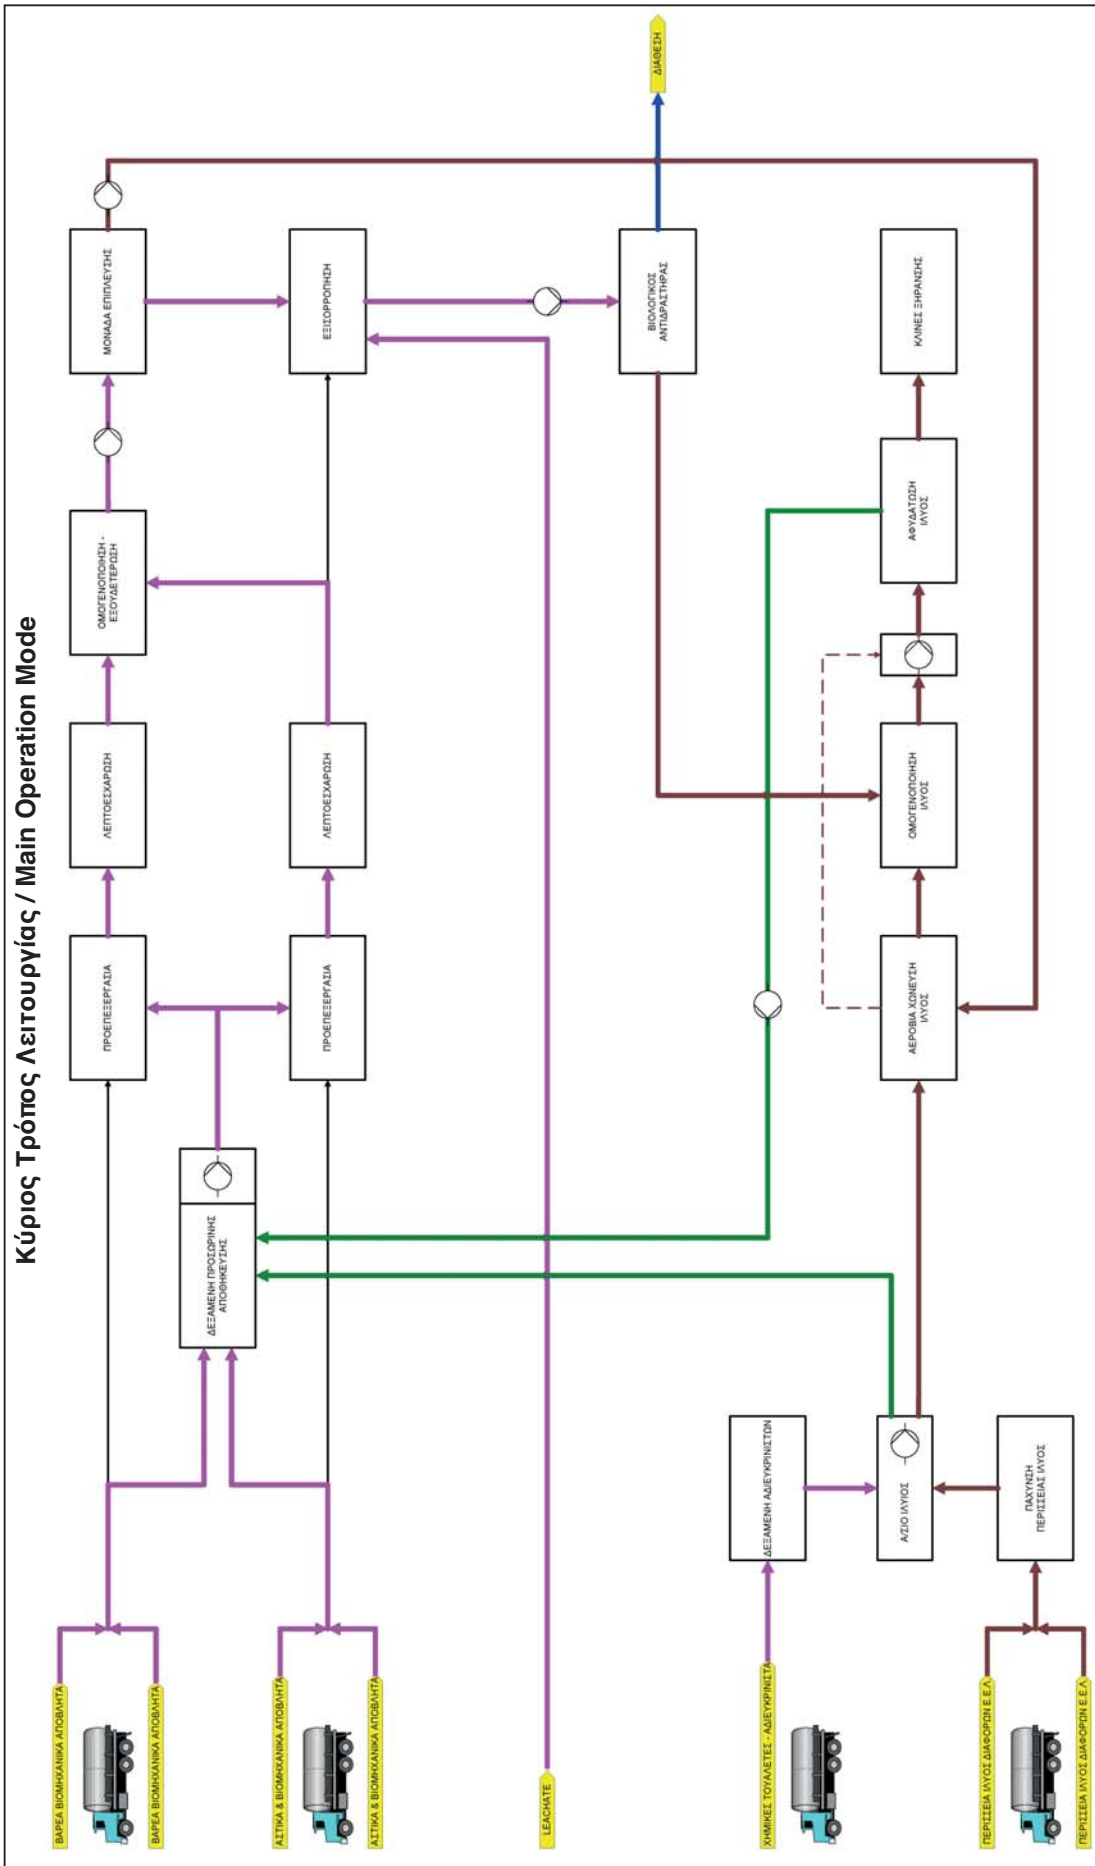 Κύριος Τρόπος Λειτουργίας / Main Operation Mode
ΒΑΡΕΑ ΒΙΟΜΗΧΑΝΙΚΑ ΑΠΟΒΛΗΤΑ
ΒΑΡΕΑ ΒΙΟΜΗΧΑΝΙΚΑ ΑΠΟΒΛΗΤΑ
ΑΣΤΙΚΑ & ΒΙΟΜΗΧΑΝΙΚΑ ΑΠΟΒΛΗΤΑ
ΑΣΤΙΚΑ & ΒΙΟΜΗΧΑΝΙΚΑ ΑΠΟΒΛΗΤΑ
LEACHATE
ΧΗΜΙΚΕΣ ΤΟΥΑΛΕΤΕΣ - ΑΔΙΕΥΚΡΙΝΙΣΤΑ
ΠΕΡΙΣΣΕΙΑ ΙΛΥΟΣ ΔΙΑΦΟΡΩΝ Ε.Ε.Λ
ΠΕΡΙΣΣΕΙΑ ΙΛΥΟΣ ΔΙΑΦΟΡΩΝ Ε.Ε.Λ
ΔΕΞΑΜΕΝΗ ΠΡΟΣΩΡΙΝΗΣ
ΑΠΟΘΗΚΕΥΣΗΣ
ΔΕΞΑΜΕΝΗ ΑΔΙΕΥΚΡΙΝΙΣΤΩΝ
Α/ΣΙΟ ΙΛΥΙΟΣ
ΠΑΧΥΝΣΗ
ΠΕΡΙΣΣΕΙΑΣ ΙΛΥΟΣ
ΠΡΟΕΠΕΞΕΡΓΑΣΙΑ
ΠΡΟΕΠΕΞΕΡΓΑΣΙΑ
ΑΕΡΟΒΙΑ ΧΩΝΕΥΣΗ
ΙΛΥΟΣ
ΛΕΠΤΟΕΣΧΑΡΩΣΗ
ΛΕΠΤΟΕΣΧΑΡΩΣΗ
ΟΜΟΓΕΝΟΠΟΙΗΣΗ
ΙΛΥΟΣ
ΟΜΟΓΕΝΟΠΟΙΗΣΗ -
ΕΞΟΥΔΕΤΕΡΩΣΗ
ΑΦΥΔΑΤΩΣΗ
ΙΛΥΟΣ
ΜΟΝΑΔΑ ΕΠΙΠΛΕΥΣΗΣ
ΕΞΙΣΟΡΡΟΠΗΣΗ
ΒΙΟΛΟΓΙΚΟΣ
ΑΝΤΙΔΡΑΣΤΗΡΑΣ
ΚΛΙΝΕΣ ΞΗΡΑΝΣΗΣ
ΔΙΑΘΕΣΗ